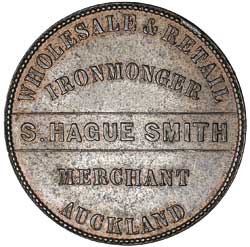 WHOLESALE & RETAIL
IRONMONGER
S. HAGUE SMITH
MERCHANT
AUCKLAND